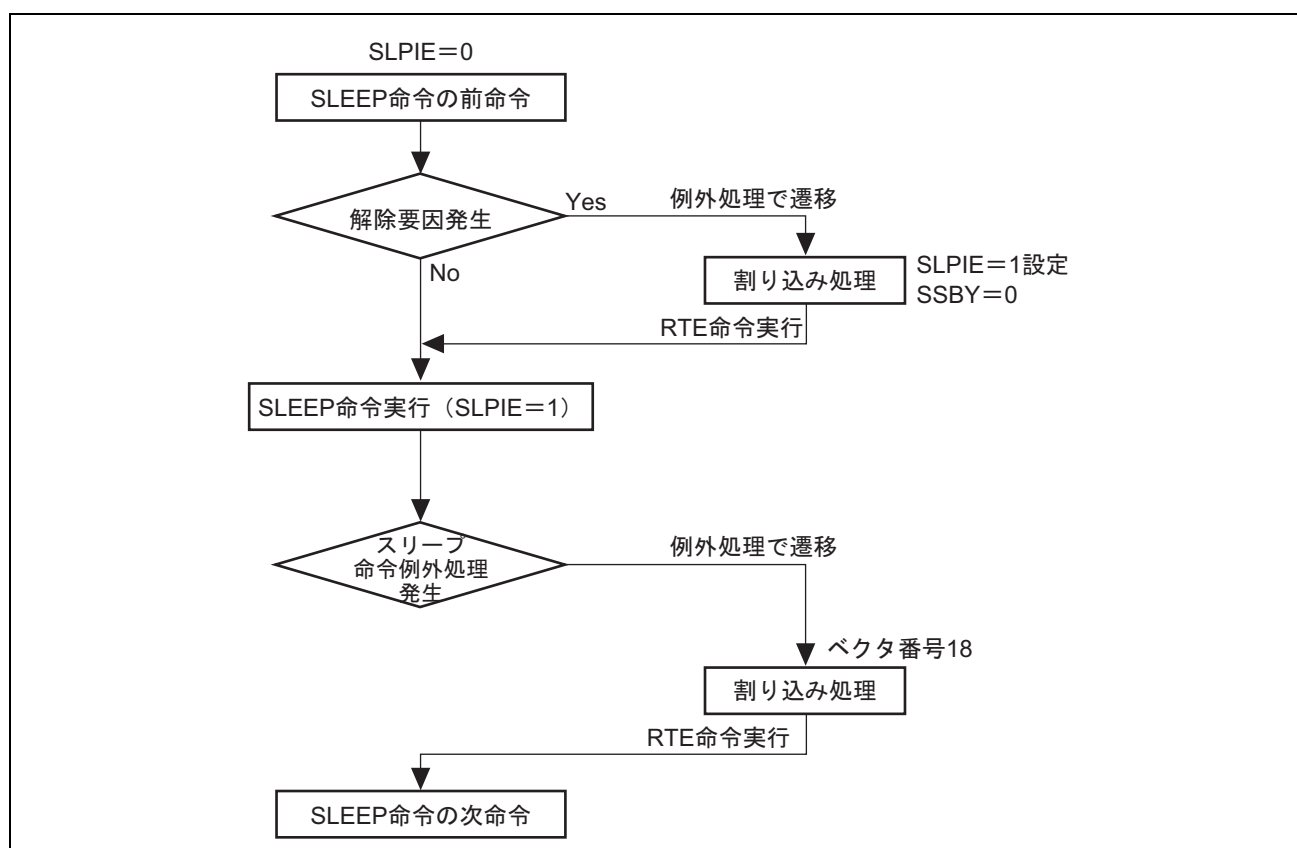 SLPIE＝0
SLEEP命令の前命令
解除要因発生
Yes
例外処理で遷移
No
割り込み処理
SLPIE＝1設定
SSBY＝0
RTE命令実行
SLEEP命令実行（SLPIE＝1）
スリープ
命令例外処理
発生
例外処理で遷移
ベクタ番号18
割り込み処理
RTE命令実行
SLEEP命令の次命令